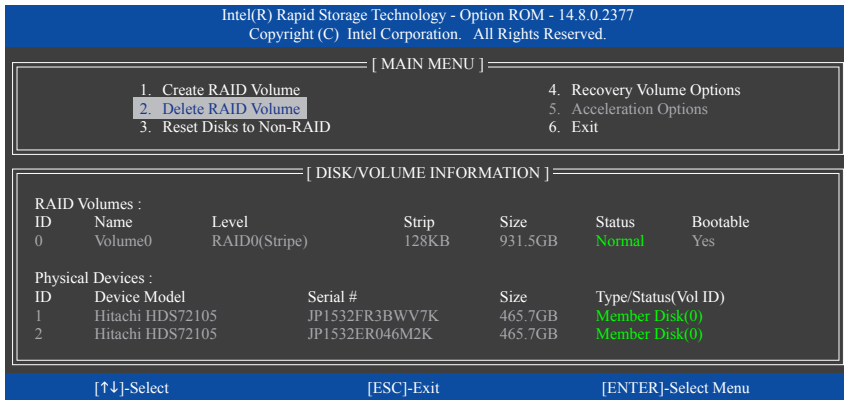 Intel(R) Rapid Storage Technology - Option ROM - 14.8.0.2377
Copyright (C) Intel Corporation. All Rights Reserved.
[ MAIN MENU ]
1. Create RAID Volume
2. Delete RAID Volume
3. Reset Disks to Non-RAID
4. Recovery Volume Options
5. Acceleration Options
6. Exit
[ DISK/VOLUME INFORMATION ]
RAID Volumes :
ID Name Level Strip Size Status Bootable
0 Volume0 RAID0(Stripe) 128KB 931.5GB Normal Yes
Physical Devices :
ID Device Model Serial # Size Type/Status(Vol ID)
1 Hitachi HDS72105 JP1532FR3BWV7K 465.7GB Member Disk(0)
2 Hitachi HDS72105 JP1532ER046M2K 465.7GB Member Disk(0)
[↑↓]-Select [ESC]-Exit [ENTER]-Select Menu